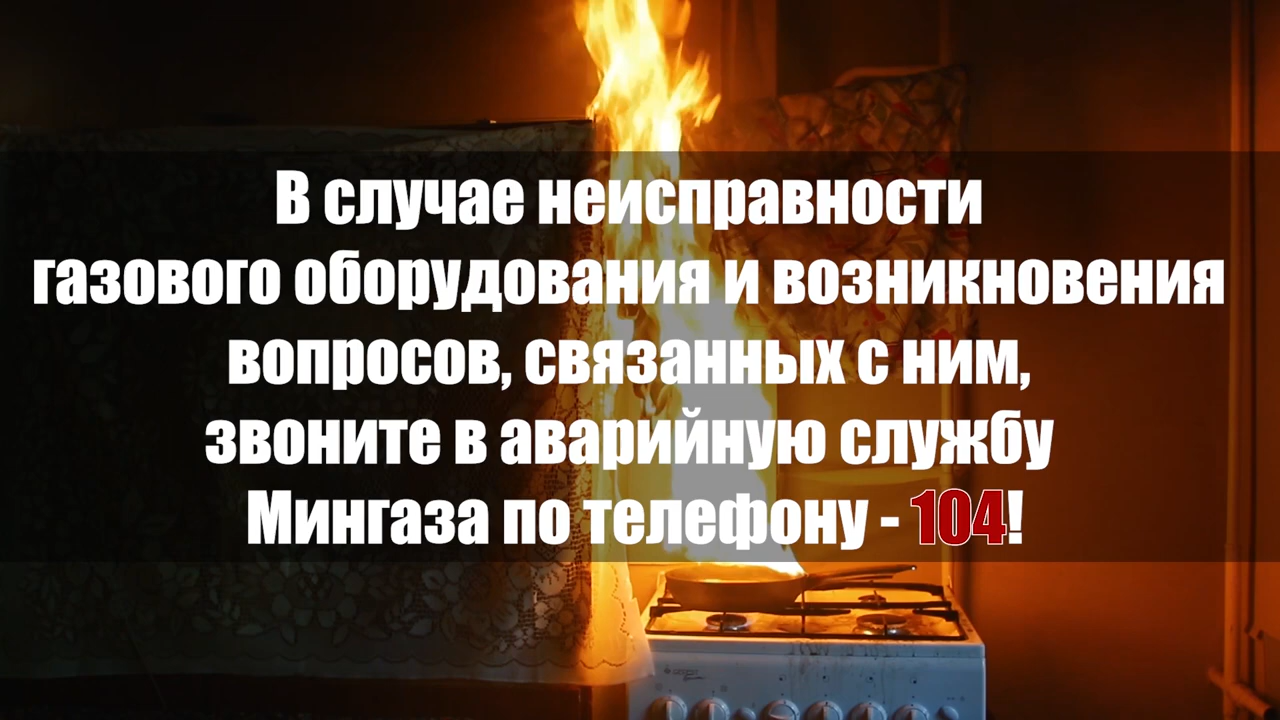 В случае неисправности
газового оборудования и возникновения
вопросов, связанных с ним,
звоните в аварийную службу
Мингаза по телефону - 104!